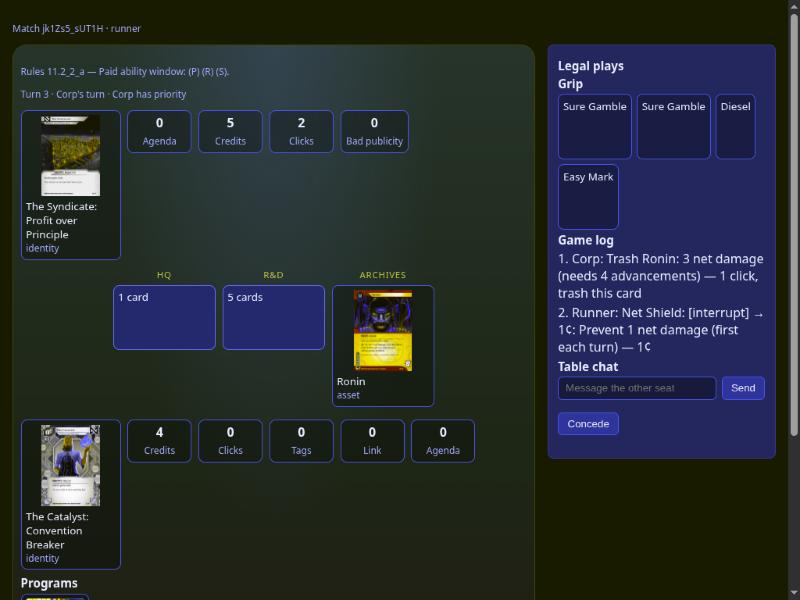 Match jk1Zs5_sUT1H · runner
Rules 11.2_2_a — Paid ability window: (P) (R) (S).
Turn 3 · Corp's turn · Corp has priority
The Syndicate:
Profit over
Principle
identity
0
Agenda
5
Credits
2
Clicks
0
Bad publicity
HQ
1 card
R&D
5 cards
ARCHIVES
Ronin
asset
The Catalyst:
Convention
Breaker
identity
4
Credits
0
Clicks
0
Tags
0
Link
0
Agenda
Programs
Legal plays
Grip
Sure Gamble
Sure Gamble
Diesel
Easy Mark
Game log
1. Corp: Trash Ronin: 3 net damage
(needs 4 advancements) — 1 click,
trash this card
2. Runner: Net Shield: [interrupt] →
1¢: Prevent 1 net damage (first
each turn) — 1¢
Table chat
Message the other seat
Send
Concede